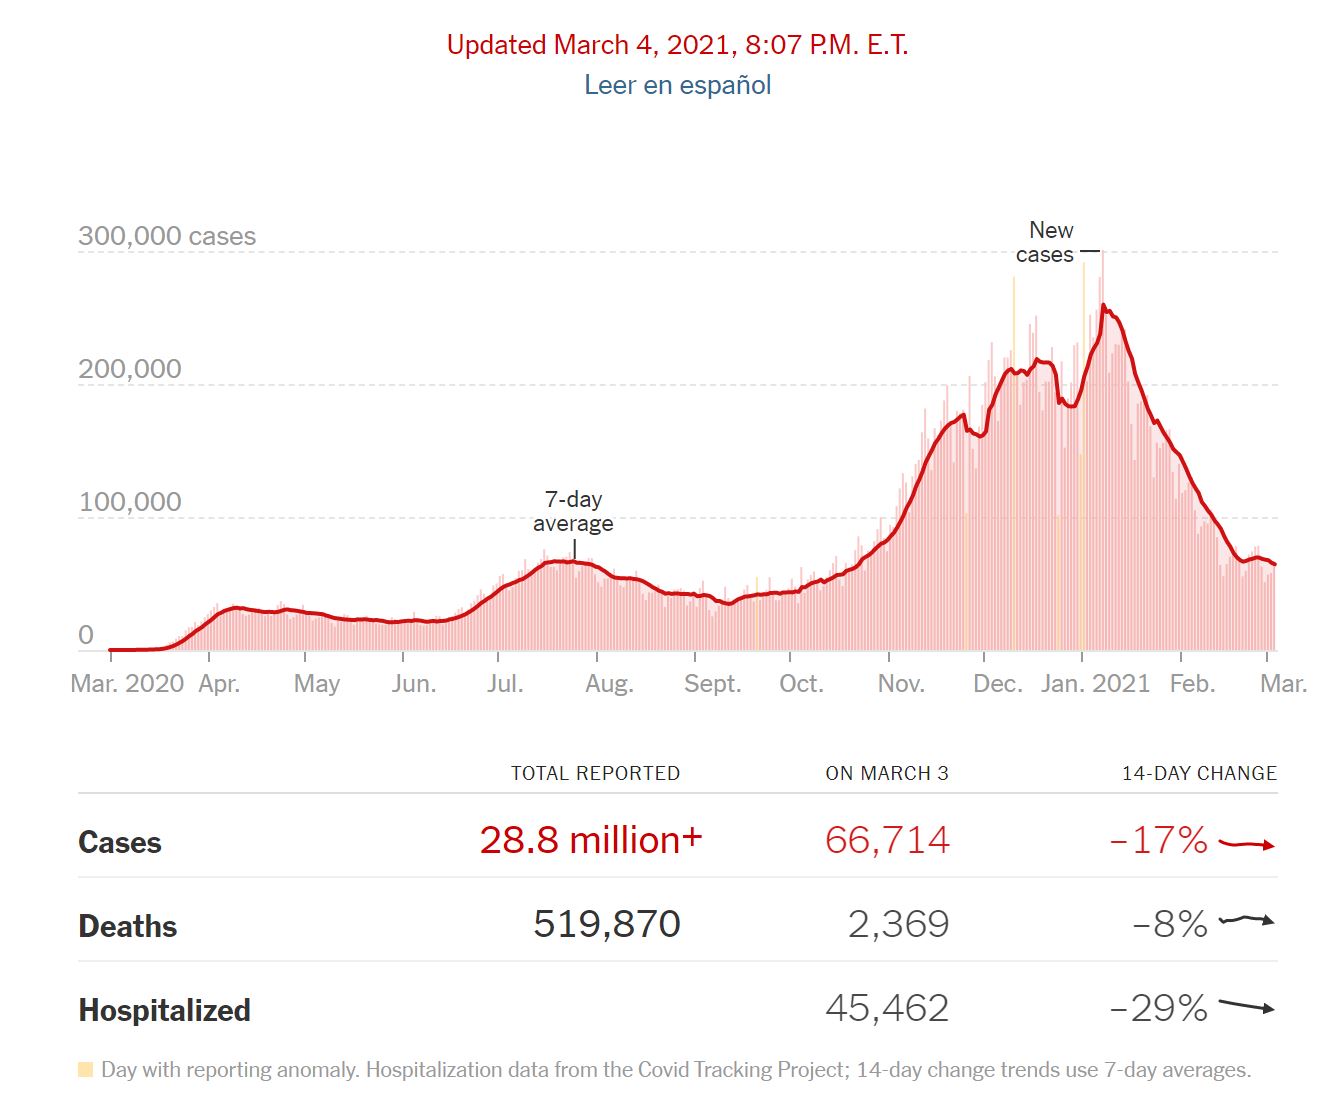 Updated March 4, 2021, 8:07 P.M. E.T.
Leer en español
300,000 cases
200,000
100,000
0
New
cases
7-day
average
Mar. 2020 Apr. May Jun. Jul. Aug. Sept. Oct. Nov. Dec. Jan. 2021 Feb. Mar.
TOTAL REPORTED ON MARCH 3 14-DAY CHANGE
Cases 28.8 million+ 66,714 –17%
Deaths 519,870 2,369 –8%
Hospitalized 45,462 –29%
Day with reporting anomaly. Hospitalization data from the Covid Tracking Project; 14-day change trends use 7-day averages.